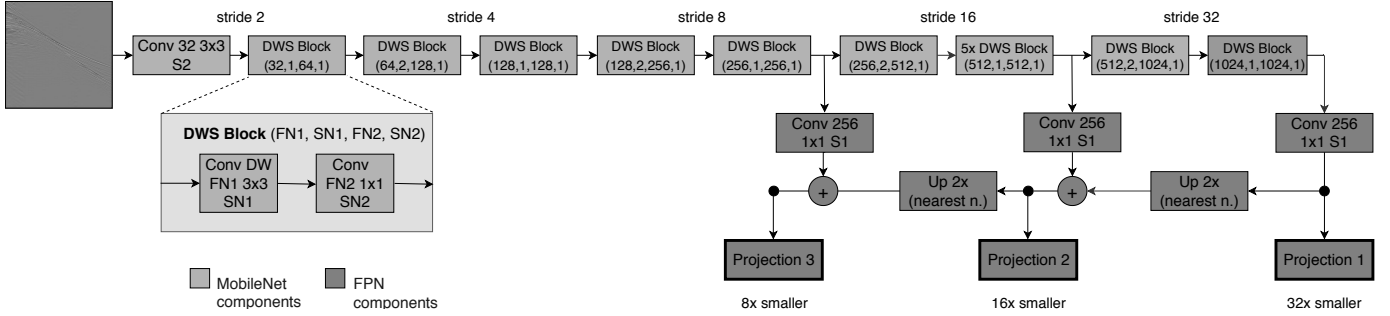 stride 2
stride 4
stride 8
stride 16
stride 32
Conv 32 3x3
S2
DWS Block
(32,1,64,1)
DWS Block
(64,2,128,1)
DWS Block
(128,1,128,1)
DWS Block
(128,2,256,1)
DWS Block
(256,1,256,1)
DWS Block
(256,2,512,1)
5x DWS Block
(512,1,512,1)
DWS Block
(512,2,1024,1)
DWS Block
(1024,1,1024,1)
DWS Block (FN1, SN1, FN2, SN2)
Conv DW
FN1 3x3
SN1
Conv
FN2 1x1
SN2
Conv 256
1x1 S1
Conv 256
1x1 S1
Conv 256
1x1 S1
+
Up 2x
(nearest n.)
+
Up 2x
(nearest n.)
Projection 3
Projection 2
Projection 1
MobileNet
components
FPN
components
8x smaller
16x smaller
32x smaller